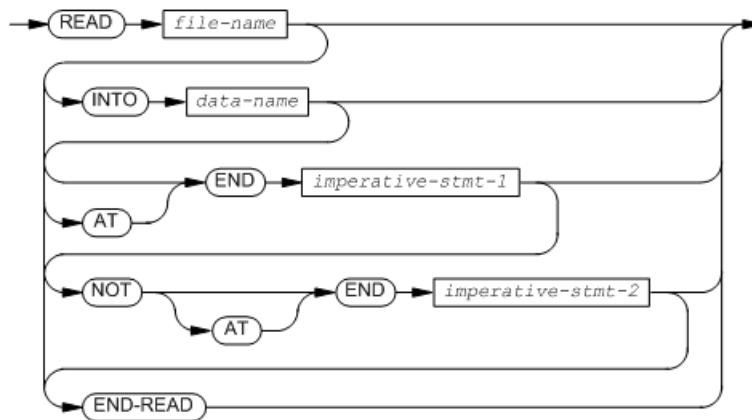 READ file-name
INTO data-name
END imperative-stmt-1
AT
NOT END imperative-stmt-2
AT
END-READ